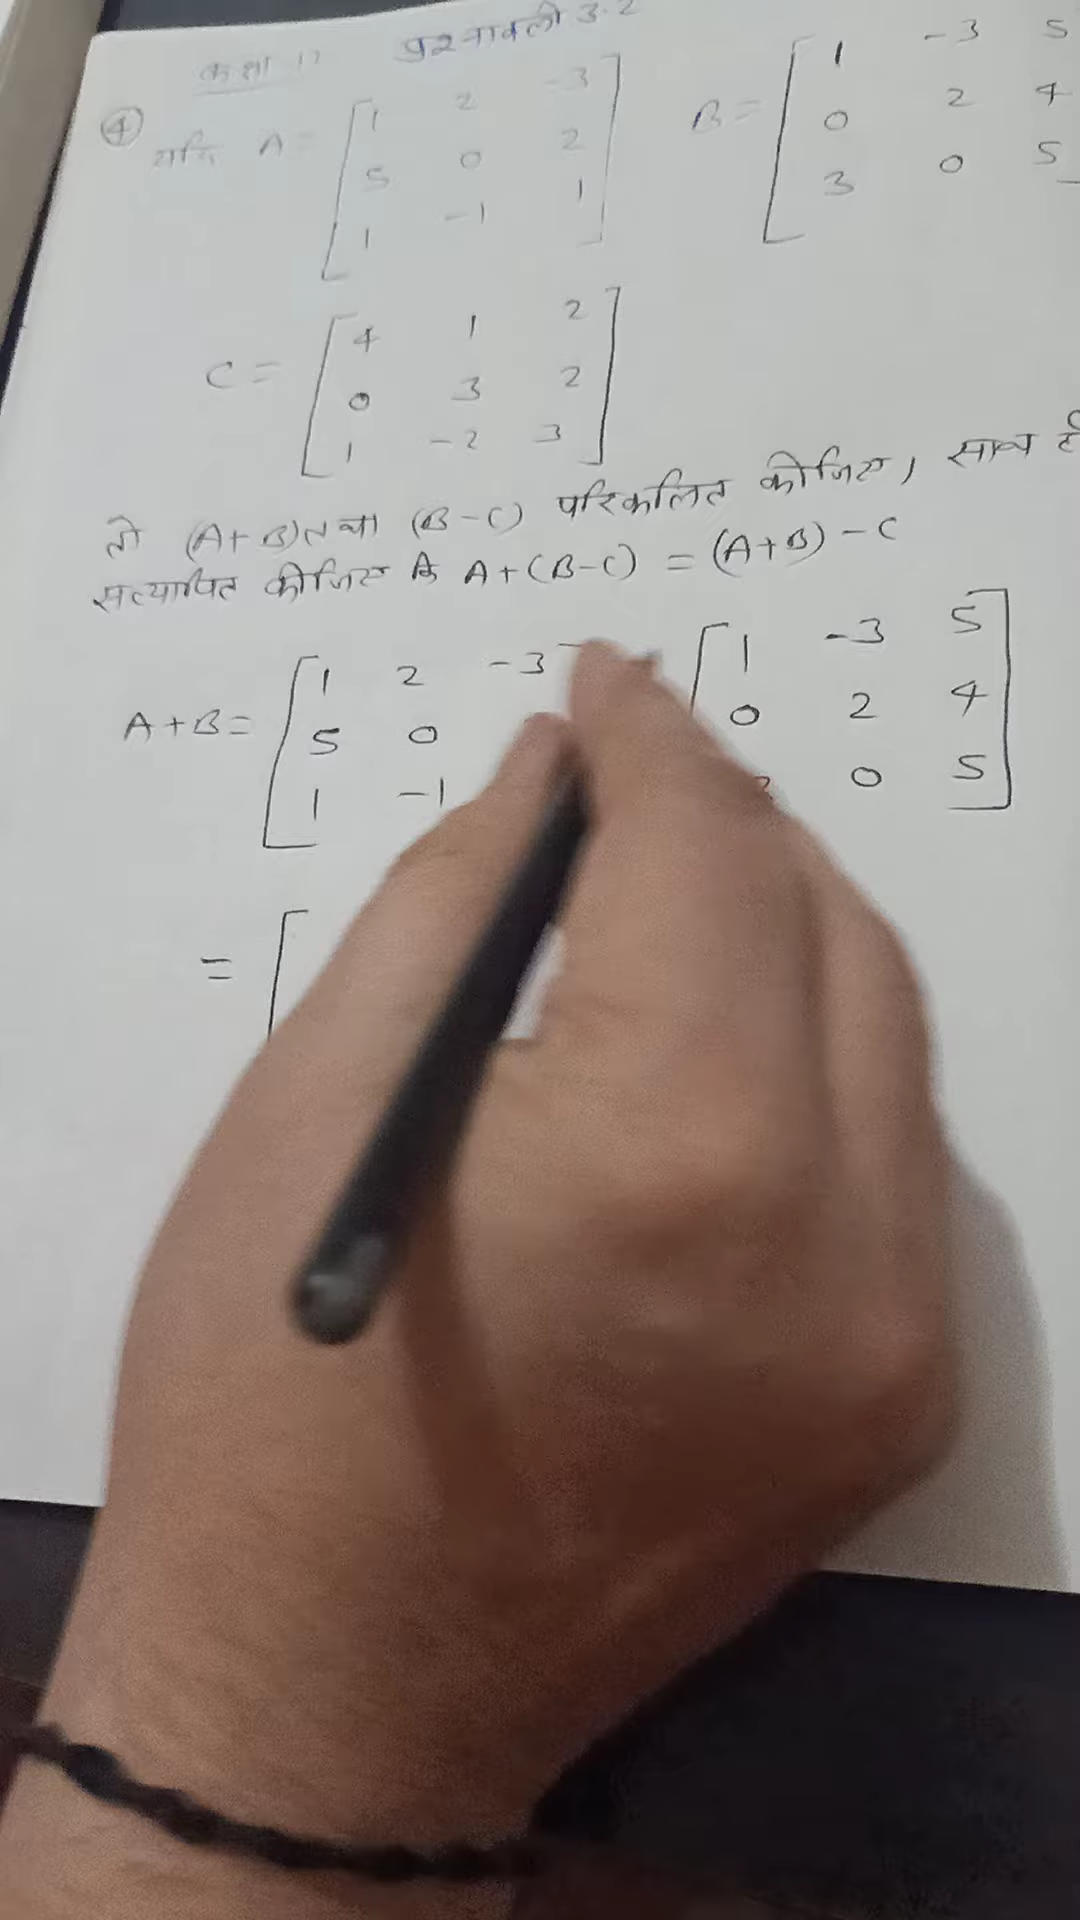 कक्षा 12 प्रश्नावली 3.2
④ यदि A = [1 2 -3
5 0 2
1 -1 1]
B = [1 -3 5
0 2 4
3 0 5]
C = [4 1 2
0 3 2
1 -2 3]
तो (A+B) तथा (B-C) परिकलित कीजिए, साथ ही
सत्यापित कीजिए कि A+(B-C) = (A+B)-C
A+B = [1 2 -3
5 0
1 -1
[1 -3 5
0 2 4
0 5]
= [